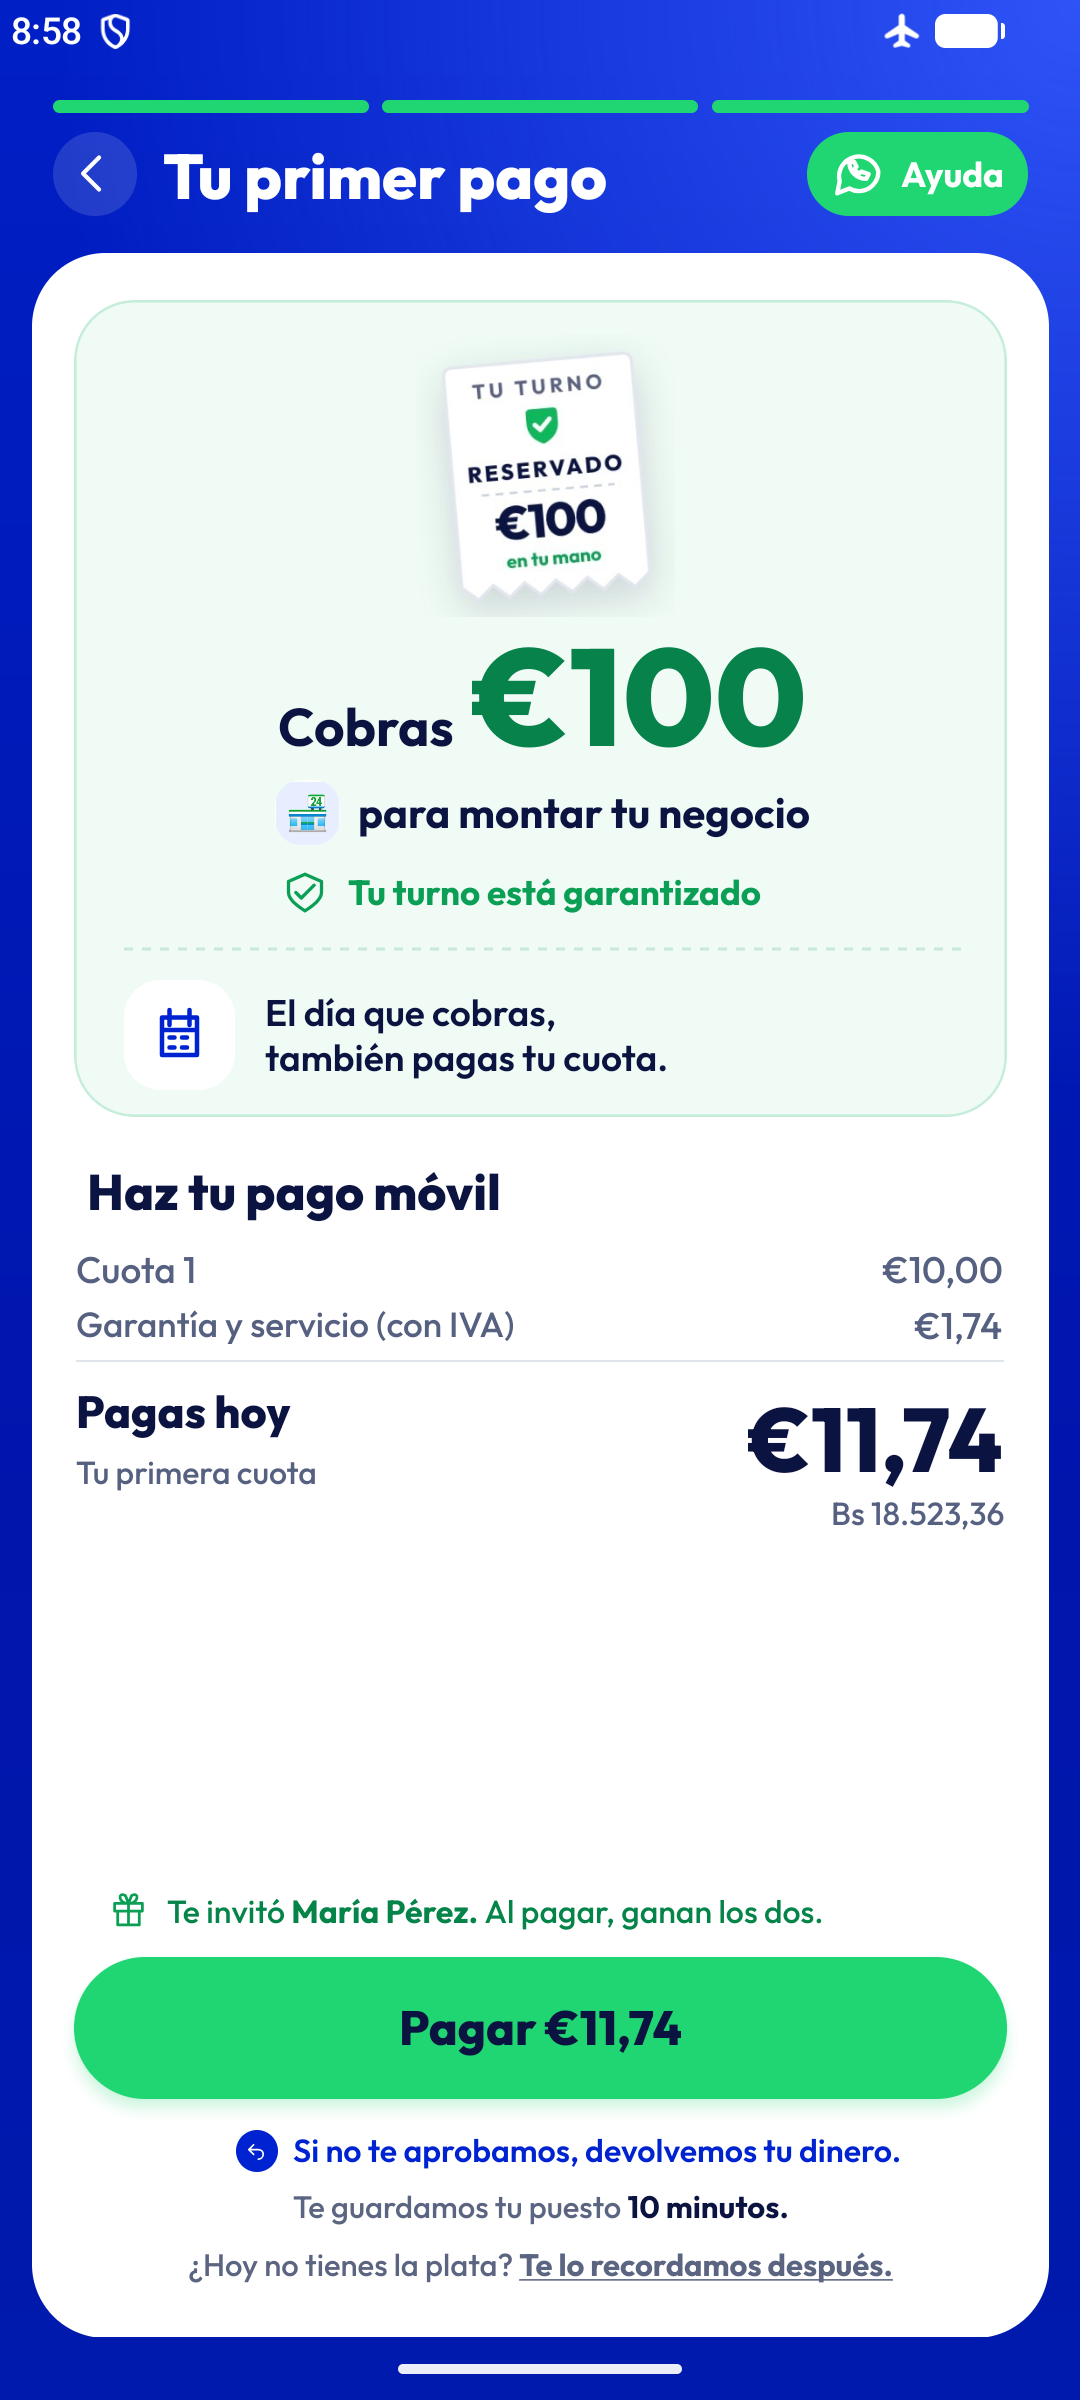 8:58
Tu primer pago
Ayuda
TU TURNO
RESERVADO
€100
en tu mano
Cobras €100
24
para montar tu negocio
Tu turno está garantizado
El día que cobras,
también pagas tu cuota.
Haz tu pago móvil
Cuota 1 €10,00
Garantía y servicio (con IVA) €1,74
Pagas hoy €11,74
Tu primera cuota
Bs 18.523,36
Te invitó María Pérez. Al pagar, ganan los dos.
Pagar €11,74
Si no te aprobamos, devolvemos tu dinero.
Te guardamos tu puesto 10 minutos.
¿Hoy no tienes la plata? Te lo recordamos después.